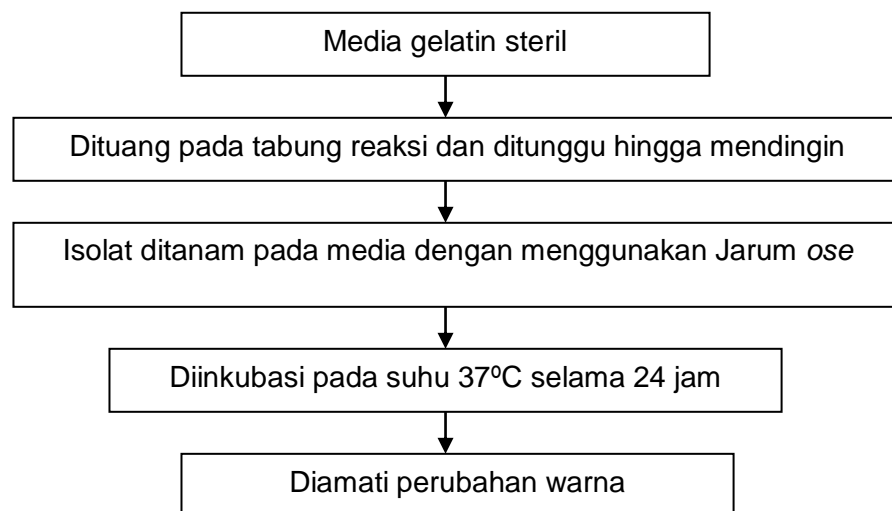 Media gelatin steril
Dituang pada tabung reaksi dan ditunggu hingga mendingin
Isolat ditanam pada media dengan menggunakan Jarum ose
Diinkubasi pada suhu 37ºC selama 24 jam
Diamati perubahan warna